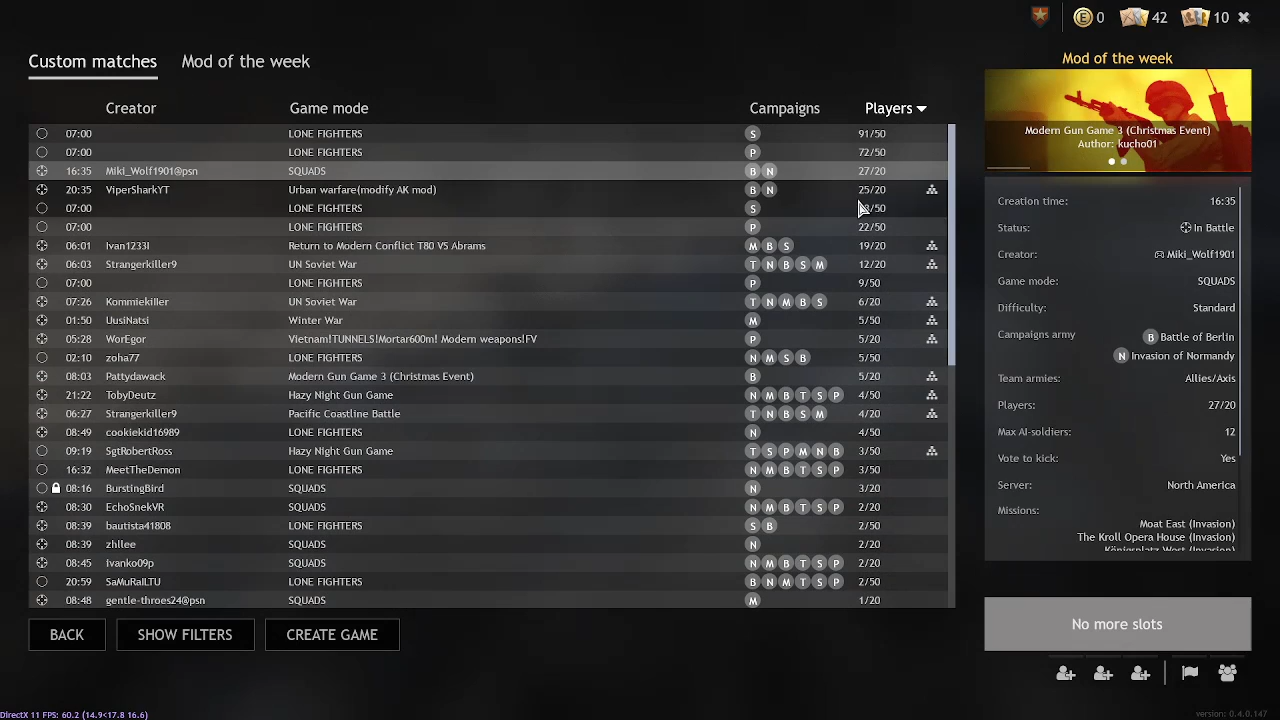 0 42 10
Custom matches Mod of the week
Mod of the week
Creator Game mode Campaigns Players
07:00 LONE FIGHTERS S 91/50
07:00 LONE FIGHTERS P 72/50
16:35 Miki_Wolf1901@psn SQUADS B N 27/20
20:35 ViperSharkYT Urban warfare(modify AK mod) B N 25/20
07:00 LONE FIGHTERS S /50
07:00 LONE FIGHTERS P 22/50
06:01 Ivan1233l Return to Modern Conflict T80 VS Abrams M B S 19/20
06:03 Strangerkiller9 UN Soviet War T N B S M 12/20
07:00 LONE FIGHTERS P 9/50
07:26 Kommiekiller UN Soviet War T N M B S 6/20
01:50 UusiNatsi Winter War M 5/50
05:28 WorEgor Vietnam!TUNNELS!Mortar600m! Modern weapons!FV P 5/20
02:10 zoha77 LONE FIGHTERS N M S B 5/50
08:03 Pattydawack Modern Gun Game 3 (Christmas Event) B 5/20
21:22 TobyDeutz Hazy Night Gun Game N M B T S P 4/50
06:27 Strangerkiller9 Pacific Coastline Battle T N B S M 4/20
08:49 cookiekid16989 LONE FIGHTERS N 4/50
09:19 SgtRobertRoss Hazy Night Gun Game T S P M N B 3/50
16:32 MeetTheDemon LONE FIGHTERS N M B T S P 3/50
08:16 BurstingBird SQUADS N 3/20
08:30 EchoSnekVR SQUADS N M B T S P 2/20
08:39 bautista41808 LONE FIGHTERS S B 2/50
08:39 zhllee SQUADS N 2/20
08:45 ivanko09p SQUADS N M B T S P 2/20
20:59 SaMuRaILTU LONE FIGHTERS B N M T S P 2/50
08:48 gentle-throes24@psn SQUADS M 1/20
Modern Gun Game 3 (Christmas Event)
Author: kucho01
Creation time: 16:35
Status: In Battle
Creator: Miki_Wolf1901
Game mode: SQUADS
Difficulty: Standard
Campaigns army B Battle of Berlin
N Invasion of Normandy
Team armies: Allies/Axis
Players: 27/20
Max AI-soldiers: 12
Vote to kick: Yes
Server: North America
Missions:
Moat East (Invasion)
The Kroll Opera House (Invasion)
Königsplatz West (Invasion)
BACK SHOW FILTERS CREATE GAME
No more slots
DirectX 11 FPS: 60.2 (14.9<17.8 16.6)
version: 0.4.0.147